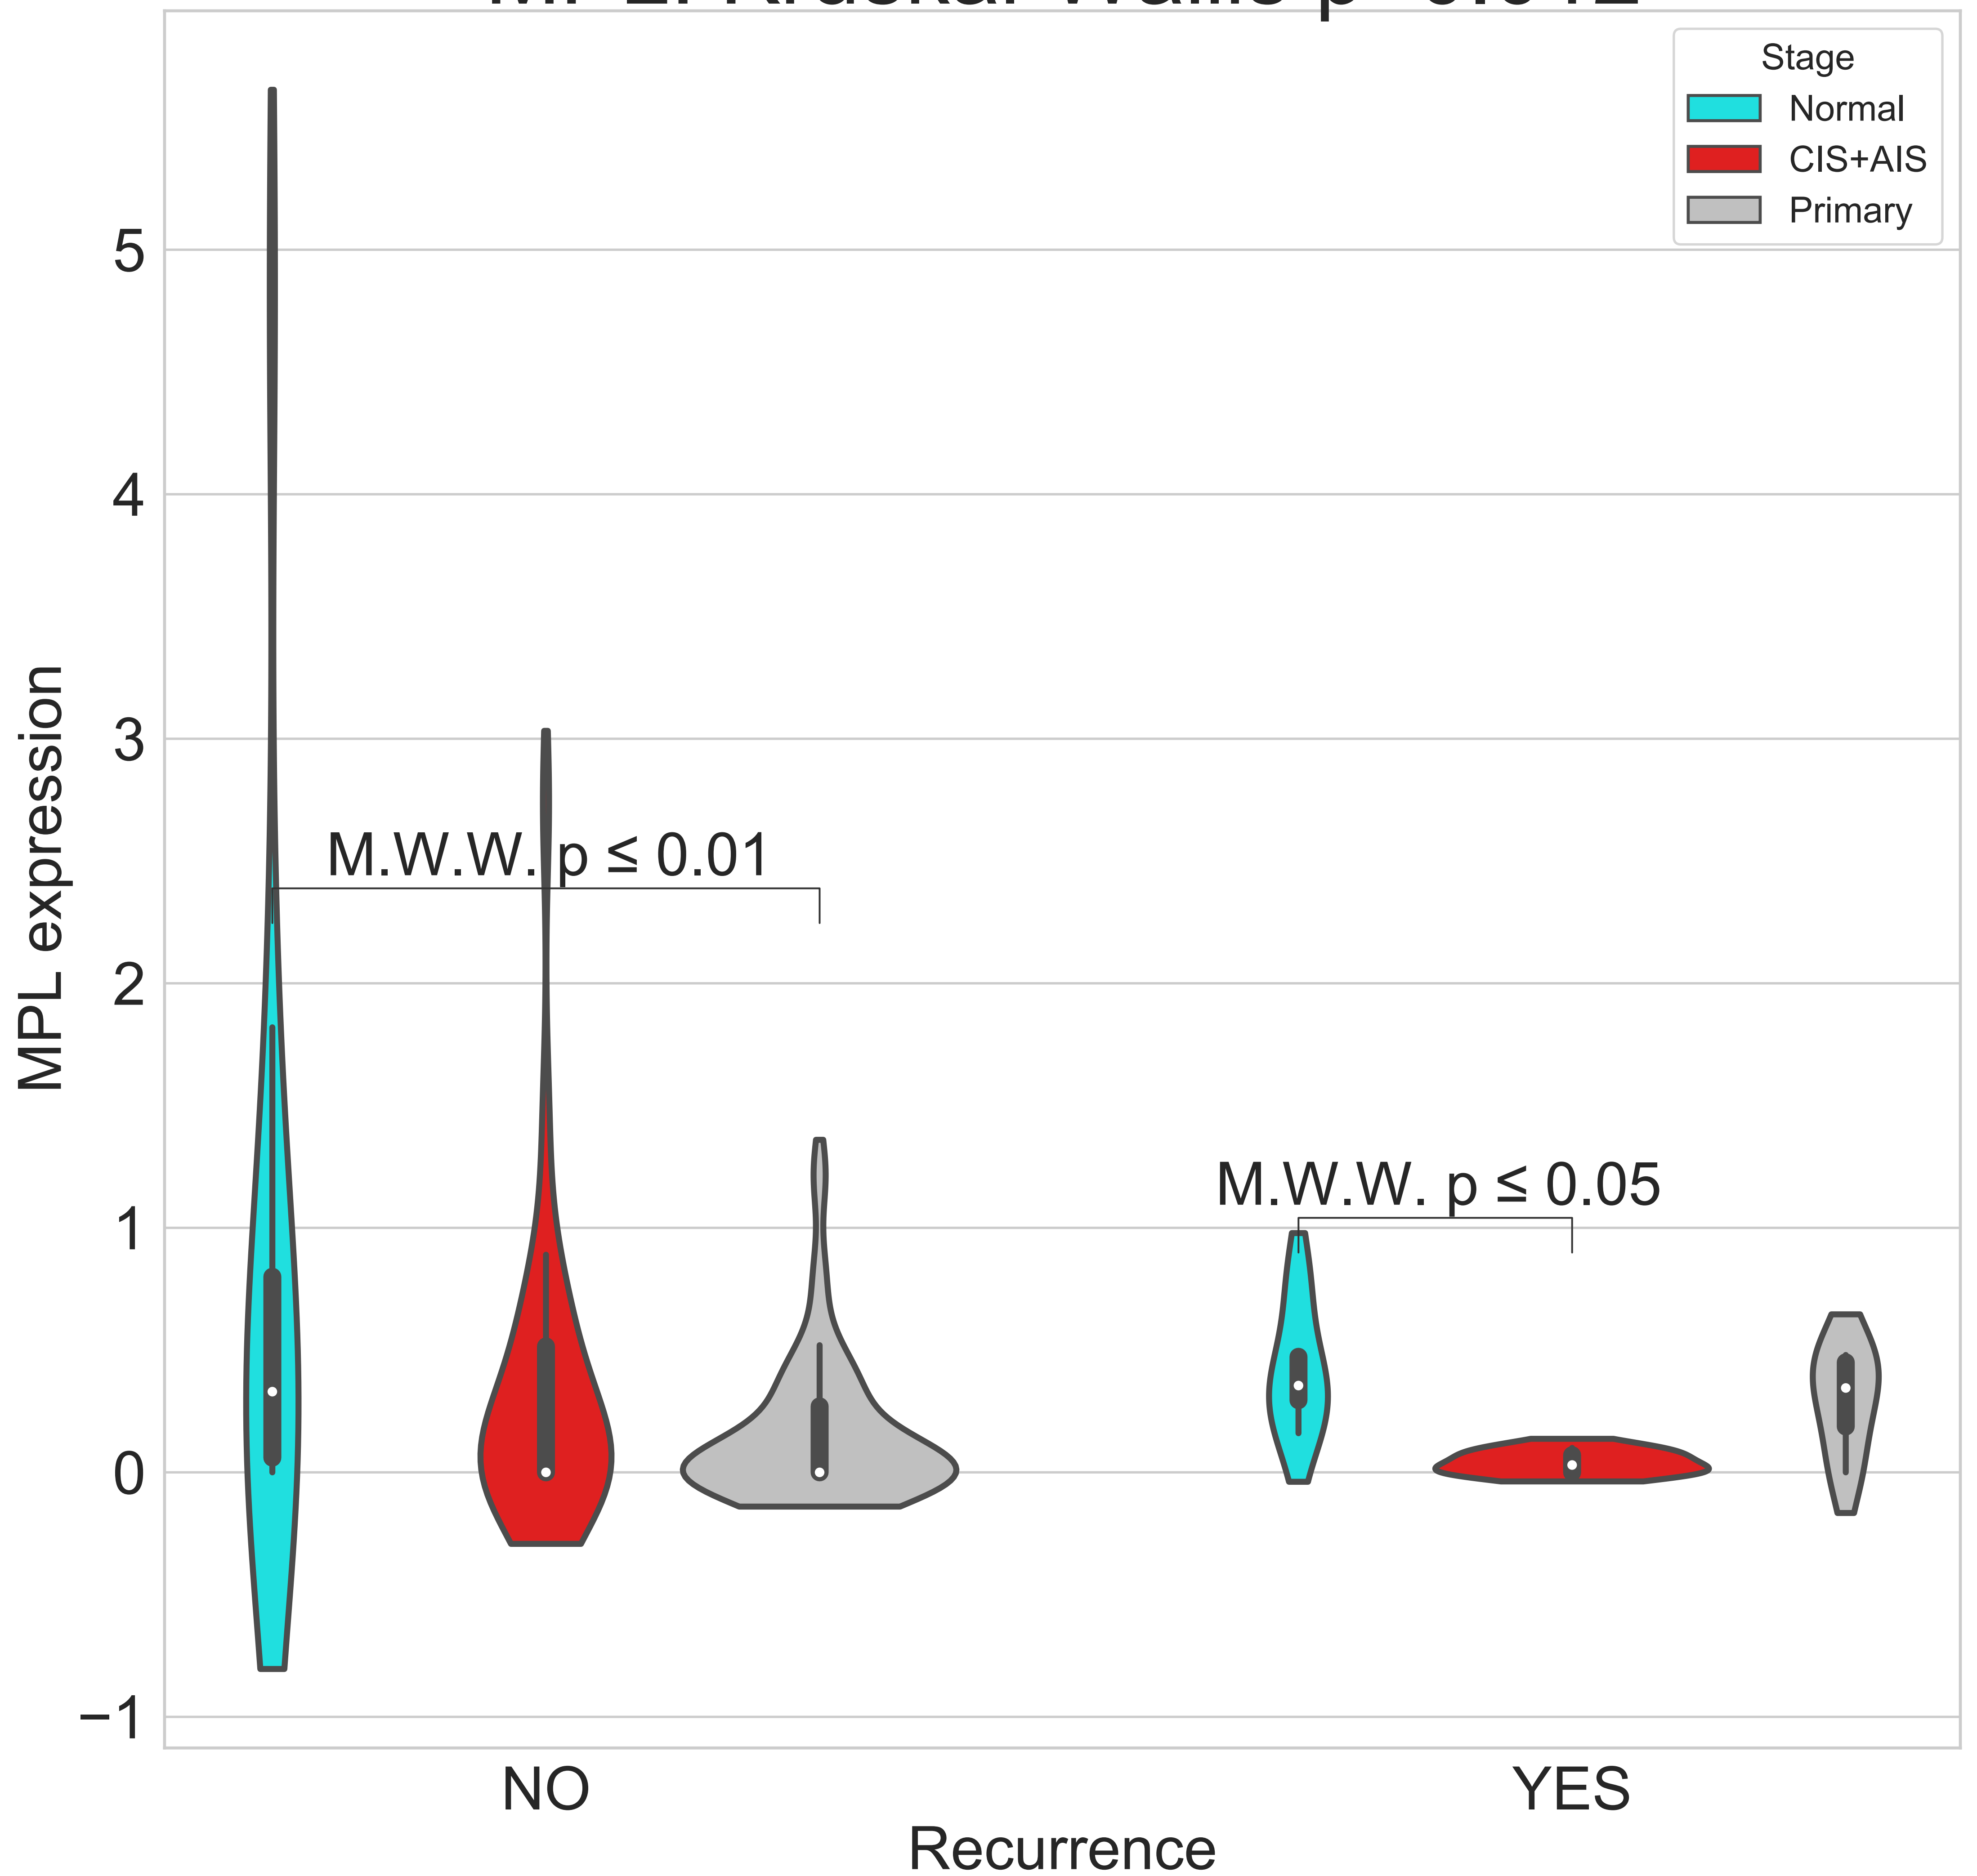 Stage
Normal
CIS+AIS
Primary
5
4
3
2
1
0
−1
MPL expression
M.W.W. p ≤ 0.01
M.W.W. p ≤ 0.05
NO
YES
Recurrence